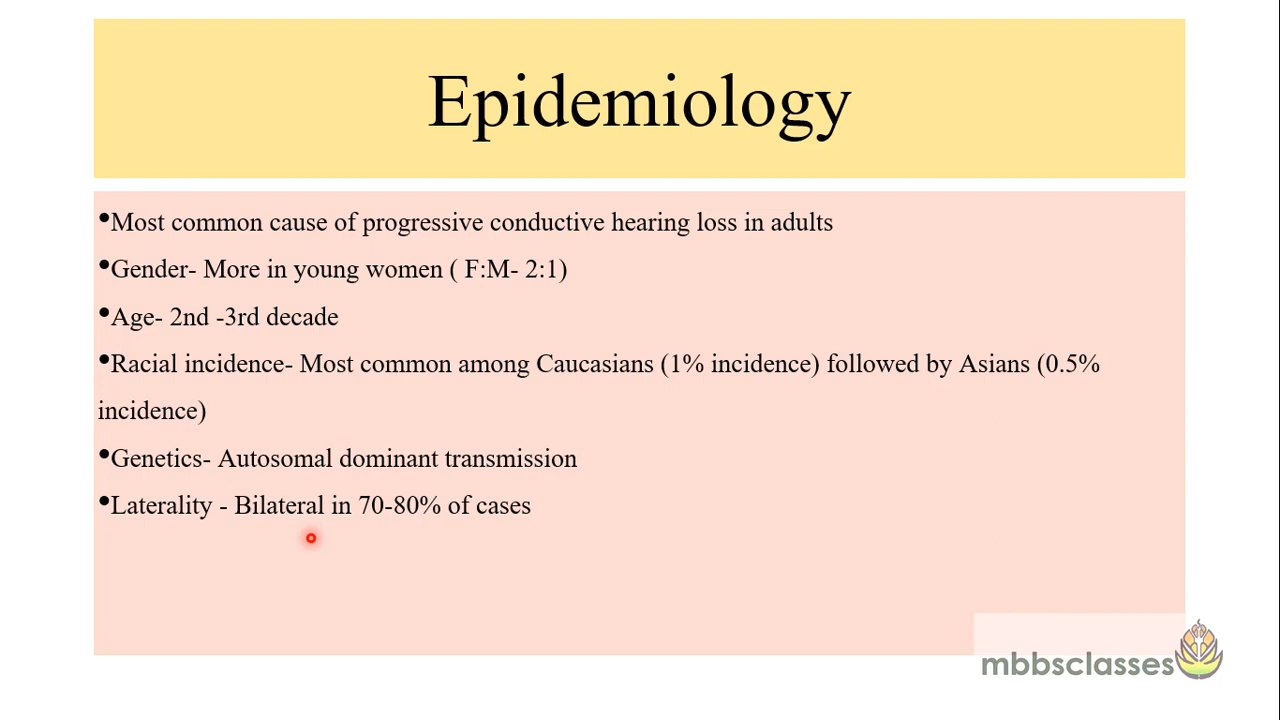 Epidemiology
•Most common cause of progressive conductive hearing loss in adults
•Gender- More in young women ( F:M- 2:1)
•Age- 2nd -3rd decade
•Racial incidence- Most common among Caucasians (1% incidence) followed by Asians (0.5%
incidence)
•Genetics- Autosomal dominant transmission
•Laterality - Bilateral in 70-80% of cases
mbbsclasses